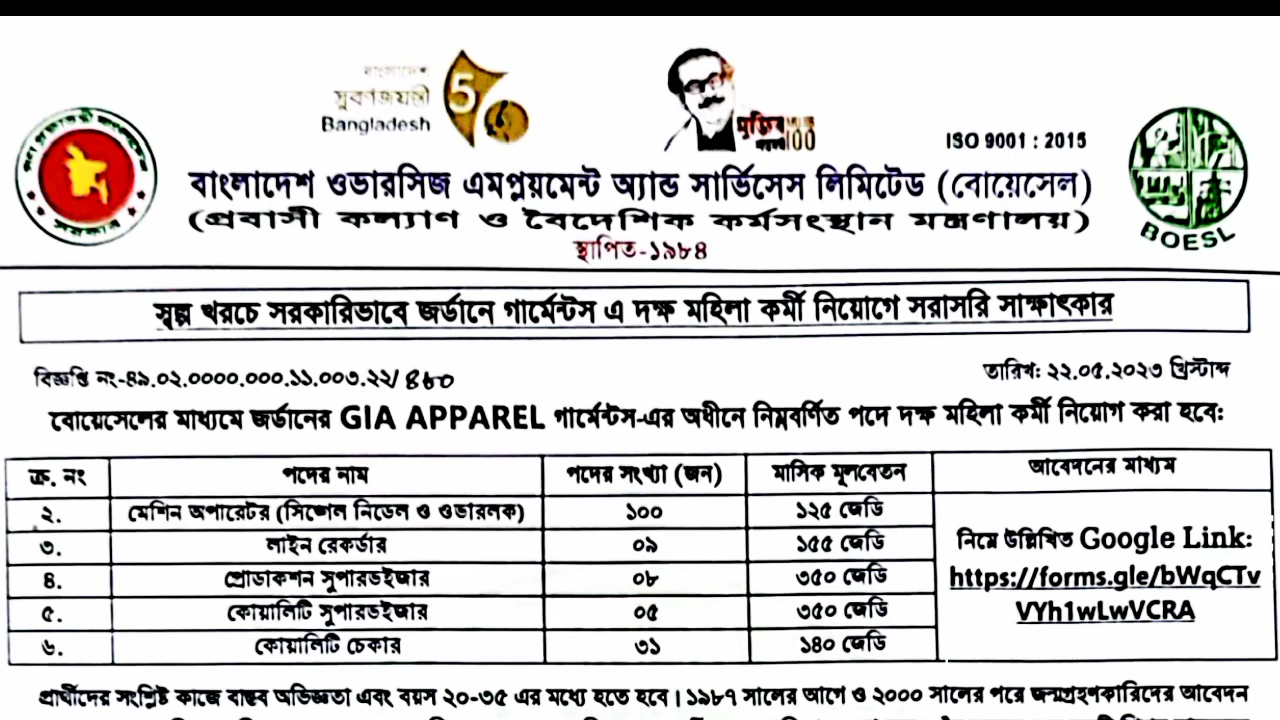 বাংলাদেশ
সুবর্ণজয়ন্তী
Bangladesh
50
মুজিব
100
ISO 9001 : 2015
বাংলাদেশ ওভারসিজ এমপ্লয়মেন্ট অ্যান্ড সার্ভিসেস লিমিটেড (বোয়েসেল)
(প্রবাসী কল্যাণ ও বৈদেশিক কর্মসংস্থান মন্ত্রণালয়)
স্থাপিত-১৯৮৪
BOESL
স্বল্প খরচে সরকারিভাবে জর্ডানে গার্মেন্টস এ দক্ষ মহিলা কর্মী নিয়োগে সরাসরি সাক্ষাৎকার
বিজ্ঞপ্তি নং-৪৯.০২.০০০০.০০০.১১.০০৩.২২/৪৮০
তারিখ: ২২.০৫.২০২৩ খ্রিস্টাব্দ
বোয়েসেলের মাধ্যমে জর্ডানের GIA APPAREL গার্মেন্টস-এর অধীনে নিম্নবর্ণিত পদে দক্ষ মহিলা কর্মী নিয়োগ করা হবে:
ক্র. নং পদের নাম পদের সংখ্যা (জন) মাসিক মূলবেতন আবেদনের মাধ্যম
২. মেশিন অপারেটর (সিঙ্গেল নিডেল ও ওভারলক) ১০০ ১২৫ জেডি
৩. লাইন রেকর্ডার ০৯ ১৫৫ জেডি
৪. প্রোডাকশন সুপারভইজার ০৮ ৩৫০ জেডি
৫. কোয়ালিটি সুপারভইজার ০৫ ৩৫০ জেডি
৬. কোয়ালিটি চেকার ৩১ ১৪০ জেডি
নিম্নে উল্লিখিত Google Link:
https://forms.gle/bWqCTv
VYh1wLwVCRA
প্রার্থীদের সংশ্লিষ্ট কাজে বাস্তব অভিজ্ঞতা এবং বয়স ২০-৩৫ এর মধ্যে হতে হবে। ১৯৮৭ সালের আগে ও ২০০০ সালের পরে জন্মগ্রহণকারিদের আবেদন